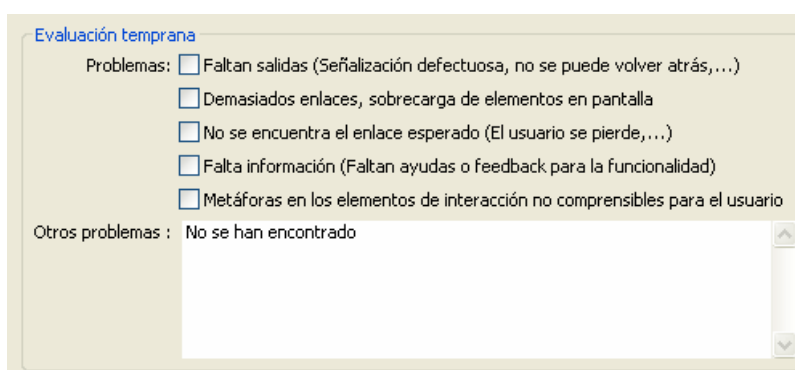 Evaluación temprana
Problemas: Faltan salidas (Señalización defectuosa, no se puede volver atrás,...)
Demasiados enlaces, sobrecarga de elementos en pantalla
No se encuentra el enlace esperado (El usuario se pierde,...)
Falta información (Faltan ayudas o feedback para la funcionalidad)
Metáforas en los elementos de interacción no comprensibles para el usuario
Otros problemas : No se han encontrado